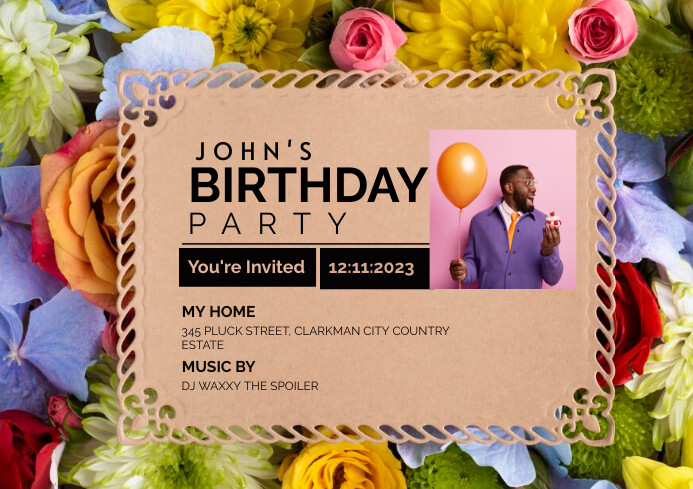 JOHN'S
BIRTHDAY
PARTY
You're Invited
12:11:2023
MY HOME
345 PLUCK STREET, CLARKMAN CITY COUNTRY
ESTATE
MUSIC BY
DJ WAXXY THE SPOILER